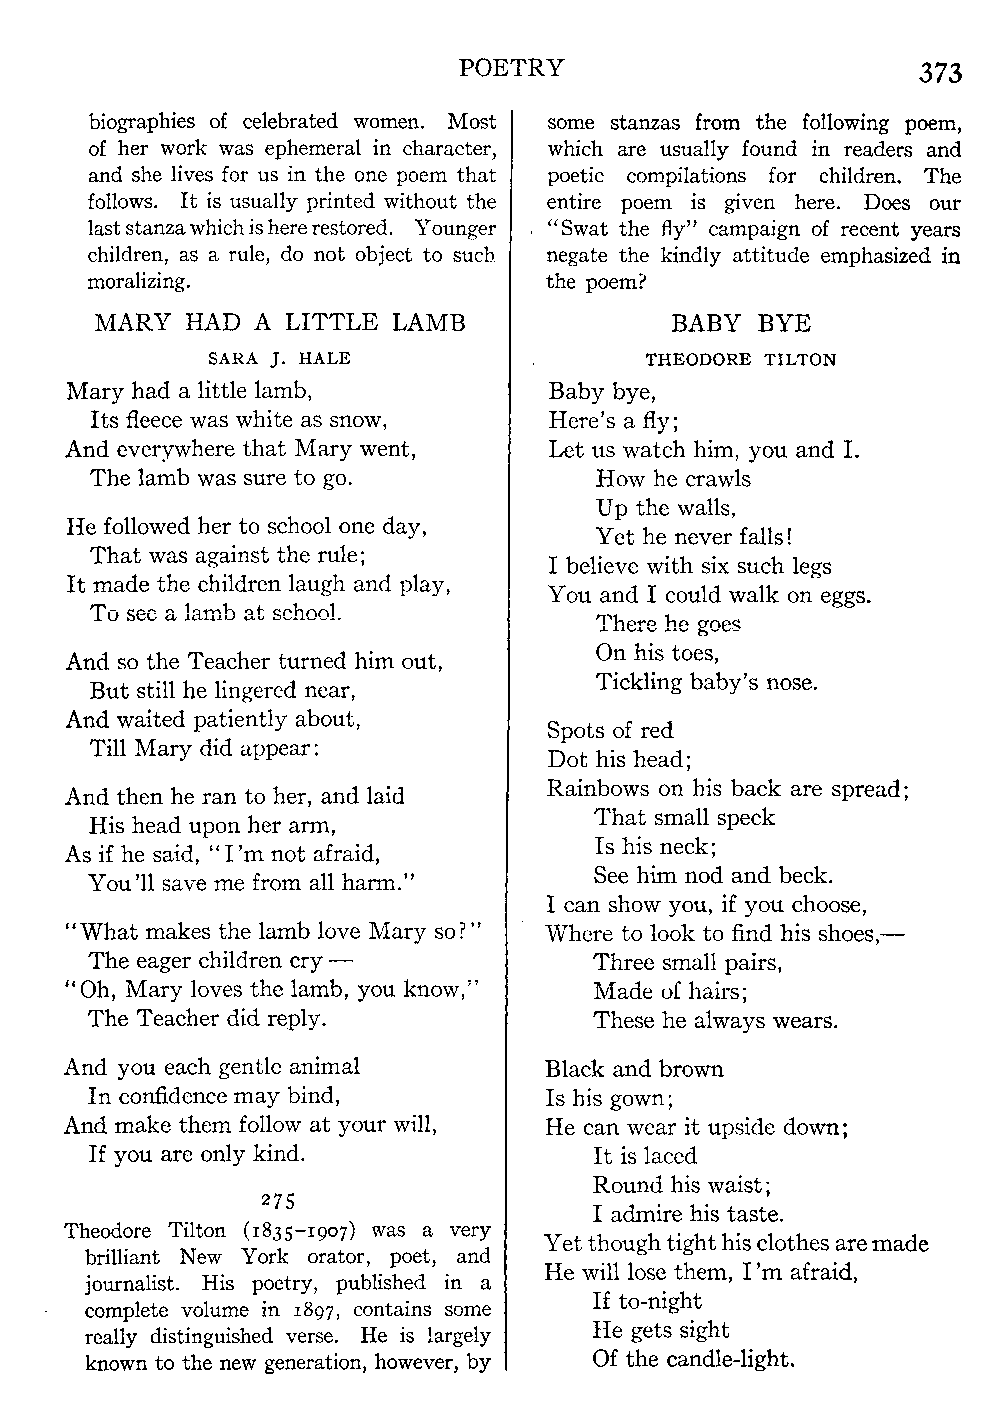 POETRY
373
biographies of celebrated women. Most
of her work was ephemeral in character,
and she lives for us in the one poem that
follows. It is usually printed without the
last stanza which is here restored. Younger
children, as a rule, do not object to such
moralizing.
MARY HAD A LITTLE LAMB
SARA J. HALE
Mary had a little lamb,
Its fleece was white as snow,
And everywhere that Mary went,
The lamb was sure to go.
He followed her to school one day,
That was against the rule;
It made the children laugh and play,
To see a lamb at school.
And so the Teacher turned him out,
But still he lingered near,
And waited patiently about,
Till Mary did appear:
And then he ran to her, and laid
His head upon her arm,
As if he said, "I'm not afraid,
You'll save me from all harm."
"What makes the lamb love Mary so?"
The eager children cry —
"Oh, Mary loves the lamb, you know,"
The Teacher did reply.
And you each gentle animal
In confidence may bind,
And make them follow at your will,
If you are only kind.
275
Theodore Tilton (1835–1907) was a very
brilliant New York orator, poet, and
journalist. His poetry, published in a
complete volume in 1897, contains some
really distinguished verse. He is largely
known to the new generation, however, by
some stanzas from the following poem,
which are usually found in readers and
poetic compilations for children. The
entire poem is given here. Does our
"Swat the fly" campaign of recent years
negate the kindly attitude emphasized in
the poem?
BABY BYE
THEODORE TILTON
Baby bye,
Here's a fly;
Let us watch him, you and I.
How he crawls
Up the walls,
Yet he never falls!
I believe with six such legs
You and I could walk on eggs.
There he goes
On his toes,
Tickling baby's nose.
Spots of red
Dot his head;
Rainbows on his back are spread;
That small speck
Is his neck;
See him nod and beck.
I can show you, if you choose,
Where to look to find his shoes,—
Three small pairs,
Made of hairs;
These he always wears.
Black and brown
Is his gown;
He can wear it upside down;
It is laced
Round his waist;
I admire his taste.
Yet though tight his clothes are made
He will lose them, I'm afraid,
If to-night
He gets sight
Of the candle-light.